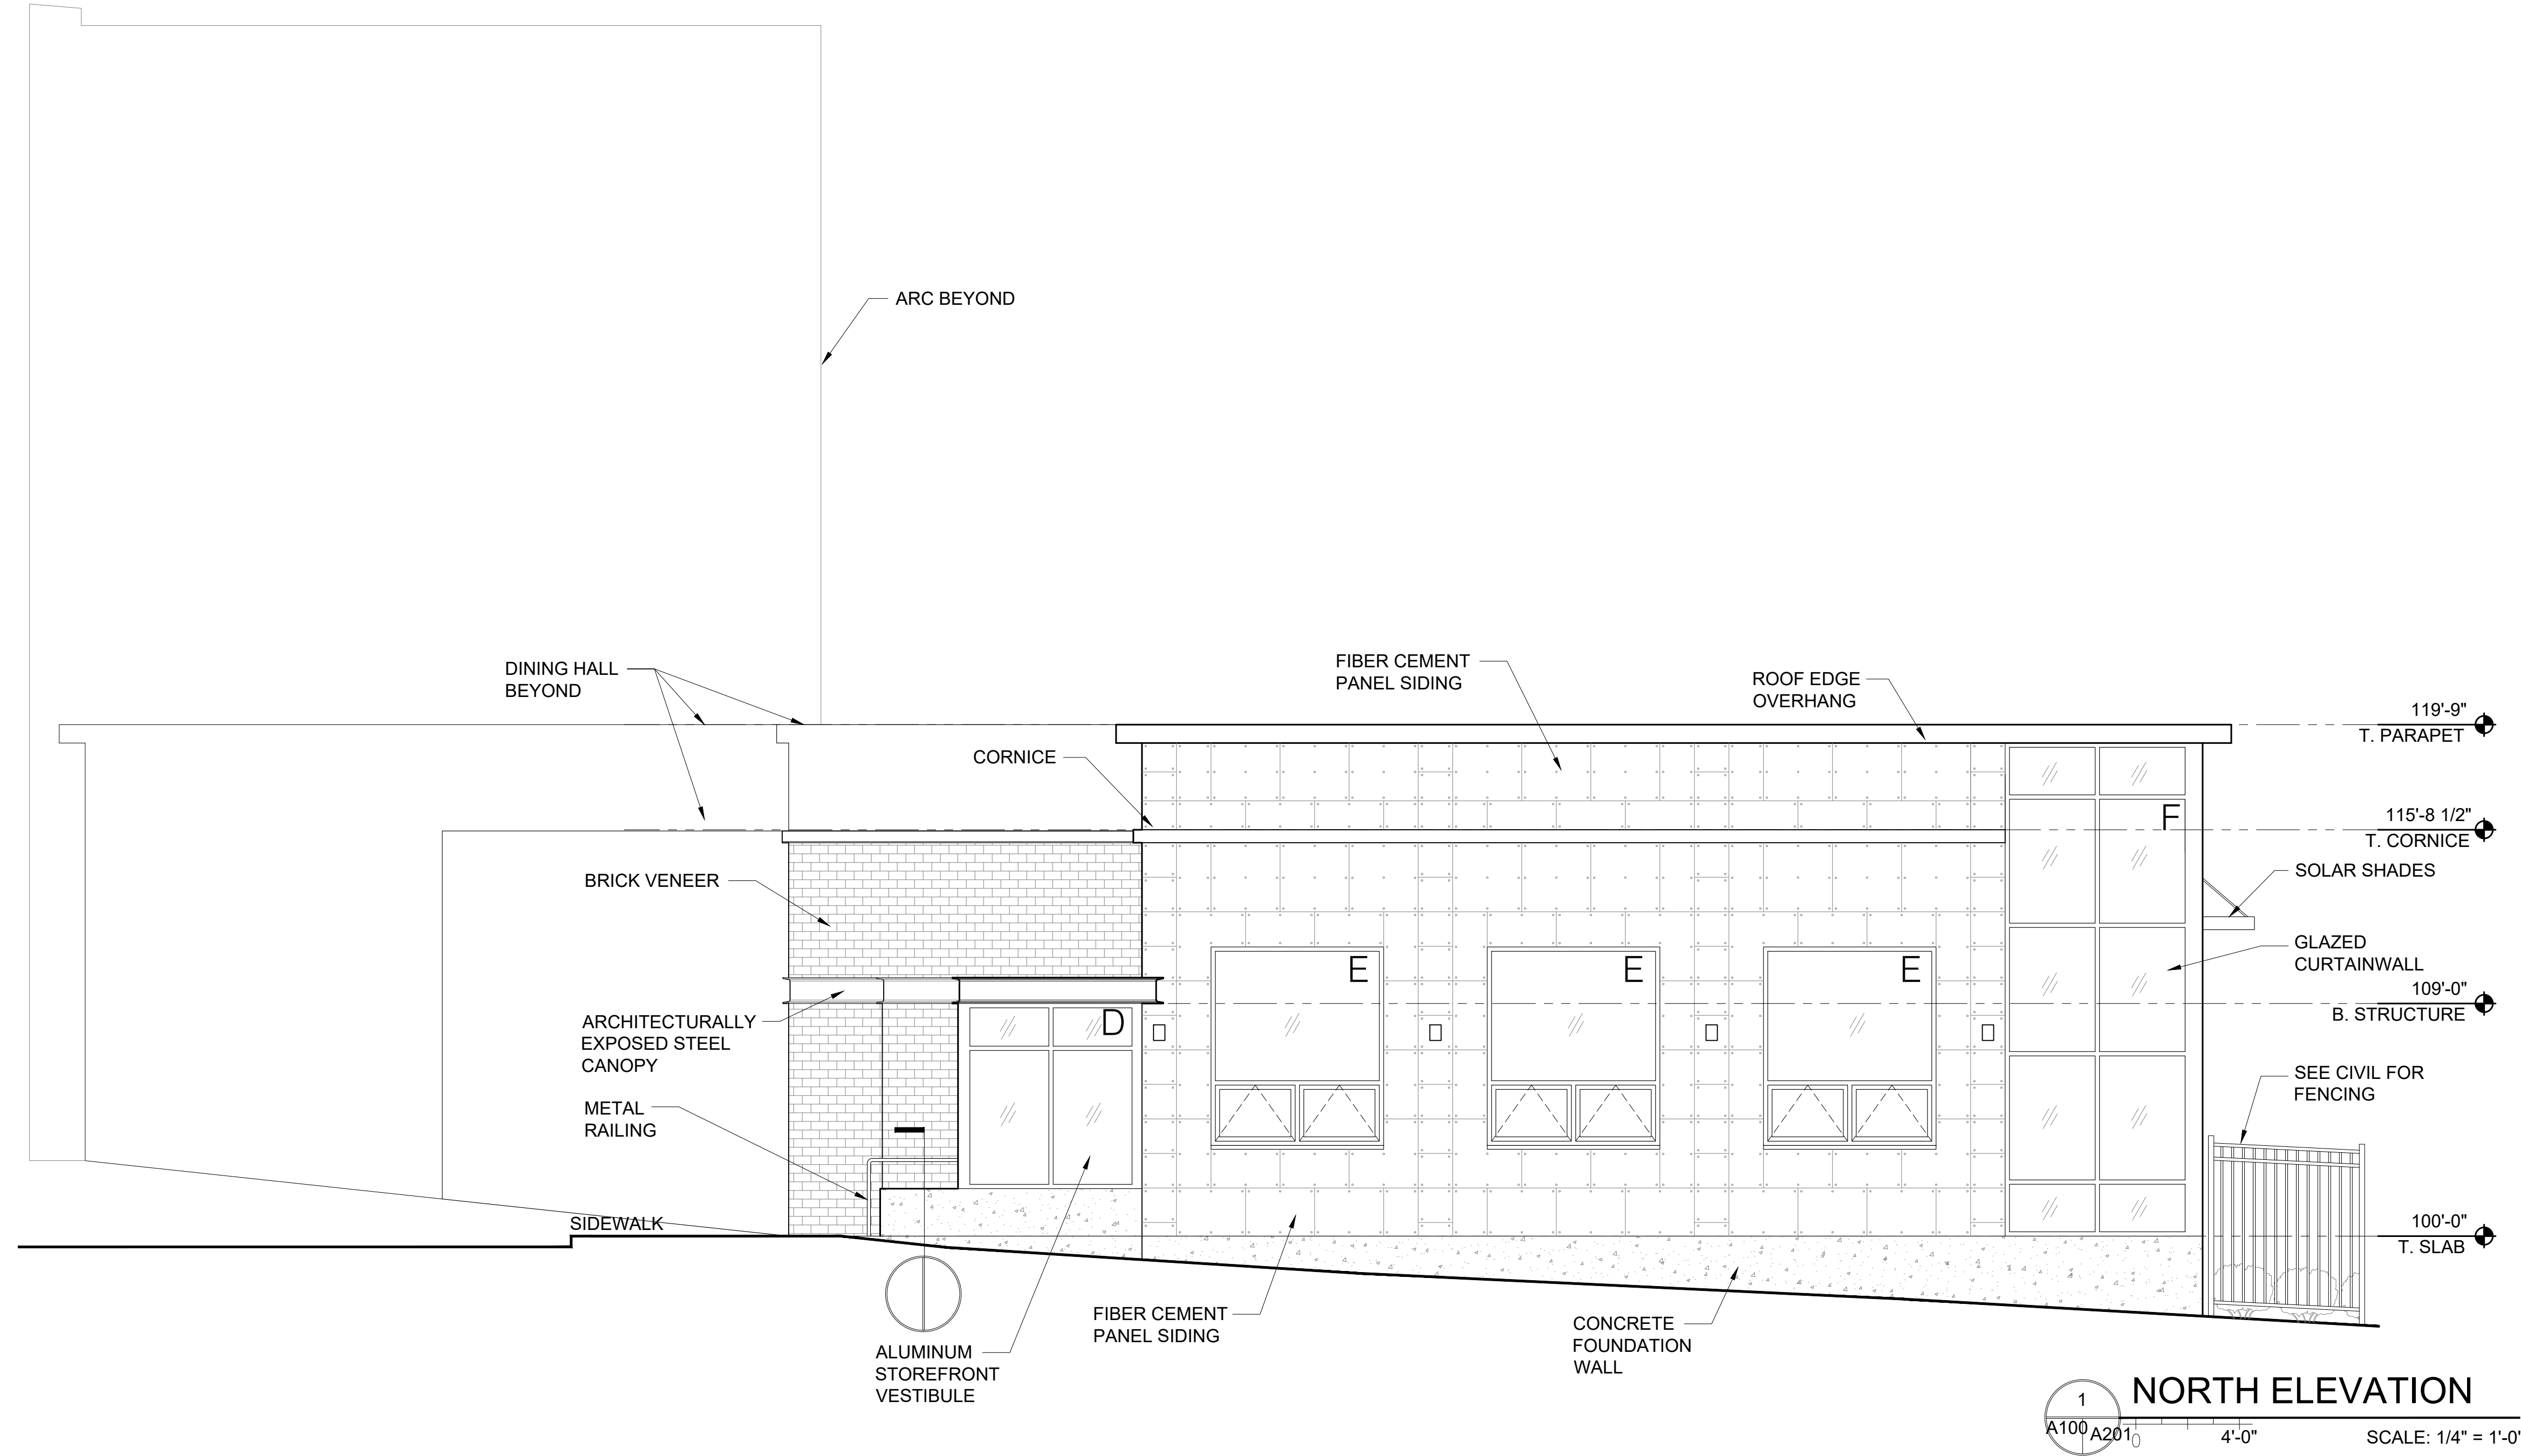 ARC BEYOND
DINING HALL
BEYOND
FIBER CEMENT
PANEL SIDING
ROOF EDGE
OVERHANG
119'-9"
T. PARAPET
CORNICE
115'-8 1/2"
T. CORNICE
F
SOLAR SHADES
BRICK VENEER
GLAZED
CURTAINWALL
E
E
E
109'-0"
B. STRUCTURE
ARCHITECTURALLY
EXPOSED STEEL
CANOPY
D
SEE CIVIL FOR
FENCING
METAL
RAILING
SIDEWALK
100'-0"
T. SLAB
FIBER CEMENT
PANEL SIDING
CONCRETE
FOUNDATION
WALL
ALUMINUM
STOREFRONT
VESTIBULE
1
NORTH ELEVATION
A100
A201
0
4'-0"
SCALE: 1/4" = 1'-0'